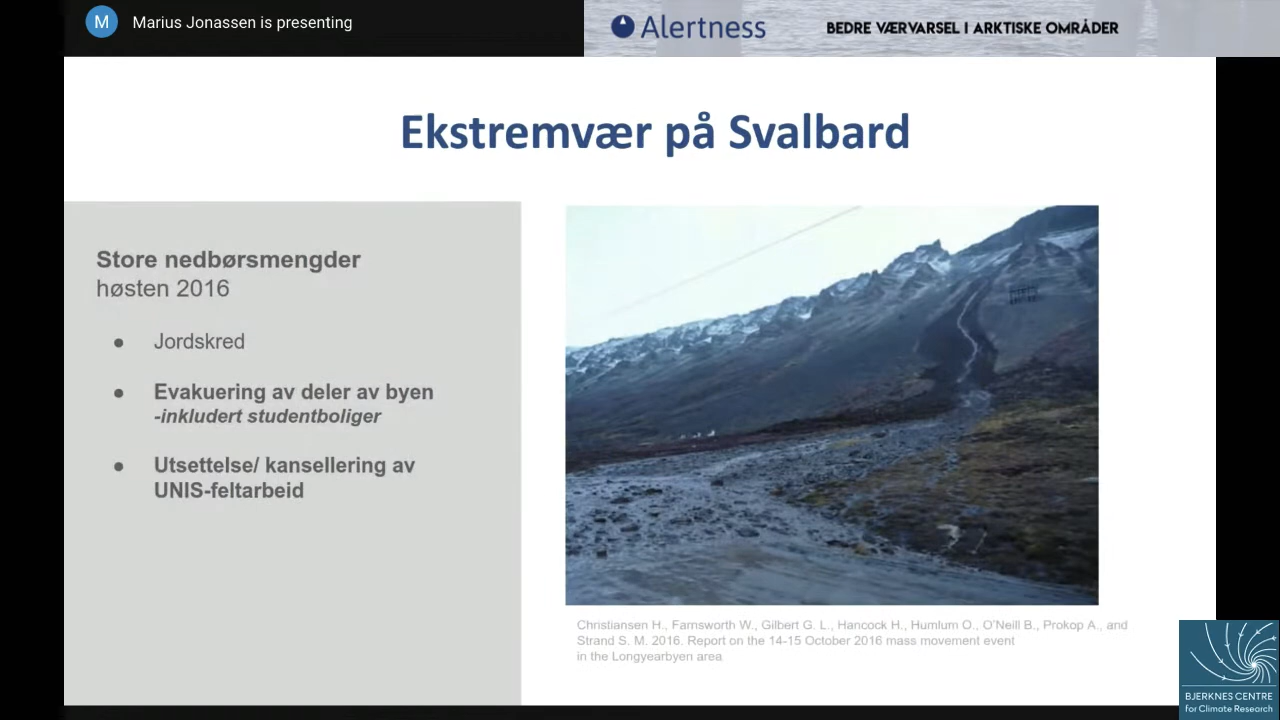 M
Marius Jonassen is presenting
Alertness
BEDRE VÆRVARSEL I ARKTISKE OMRÅDER
Ekstremvær på Svalbard
Store nedbørsmengder
høsten 2016
● Jordskred
● Evakuering av deler av byen
-inkludert studentboliger
● Utsettelse/ kansellering av
UNIS-feltarbeid
Christiansen H., Farnsworth W., Gilbert G. L., Hancock H., Humlum O., O'Neill B., Prokop A., and
Strand S. M. 2016. Report on the 14-15 October 2016 mass movement event
in the Longyearbyen area
BJERKNES CENTRE
for Climate Research